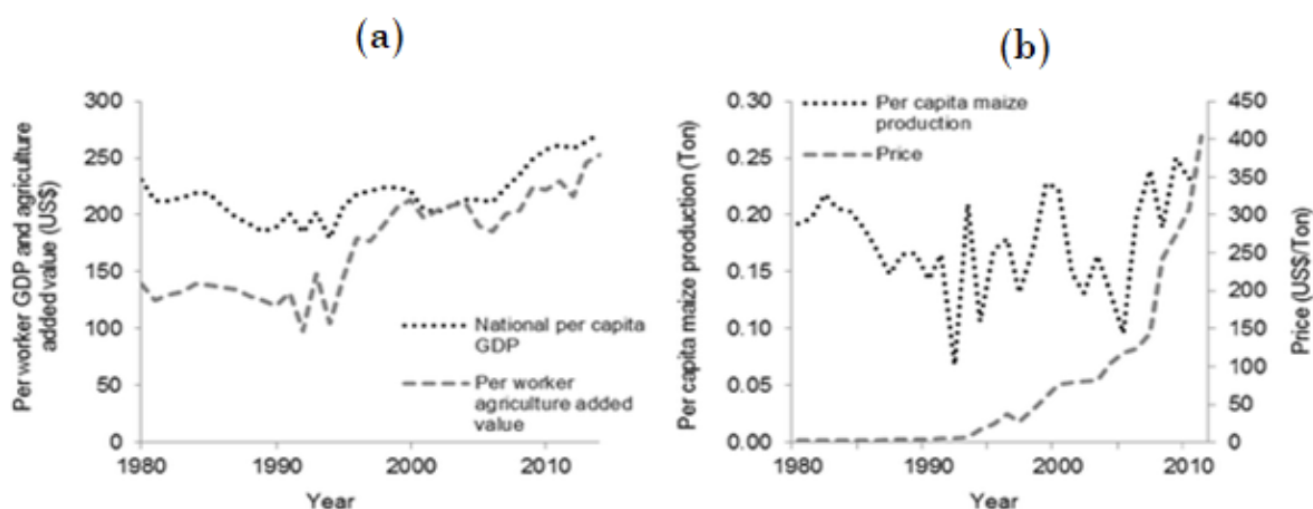 (a)
Per worker GDP and agriculture
added value (US$)
300
250
200
150
100
50
0
1980
1990
2000
2010
Year
National per capita
GDP
Per worker
agriculture added
value
(b)
Per capita maize production (Ton)
0.30
0.25
0.20
0.15
0.10
0.05
0.00
1980
1990
2000
2010
Year
Per capita maize
production
Price
450
400
350
300
250
200
150
100
50
0
Price (US$/Ton)